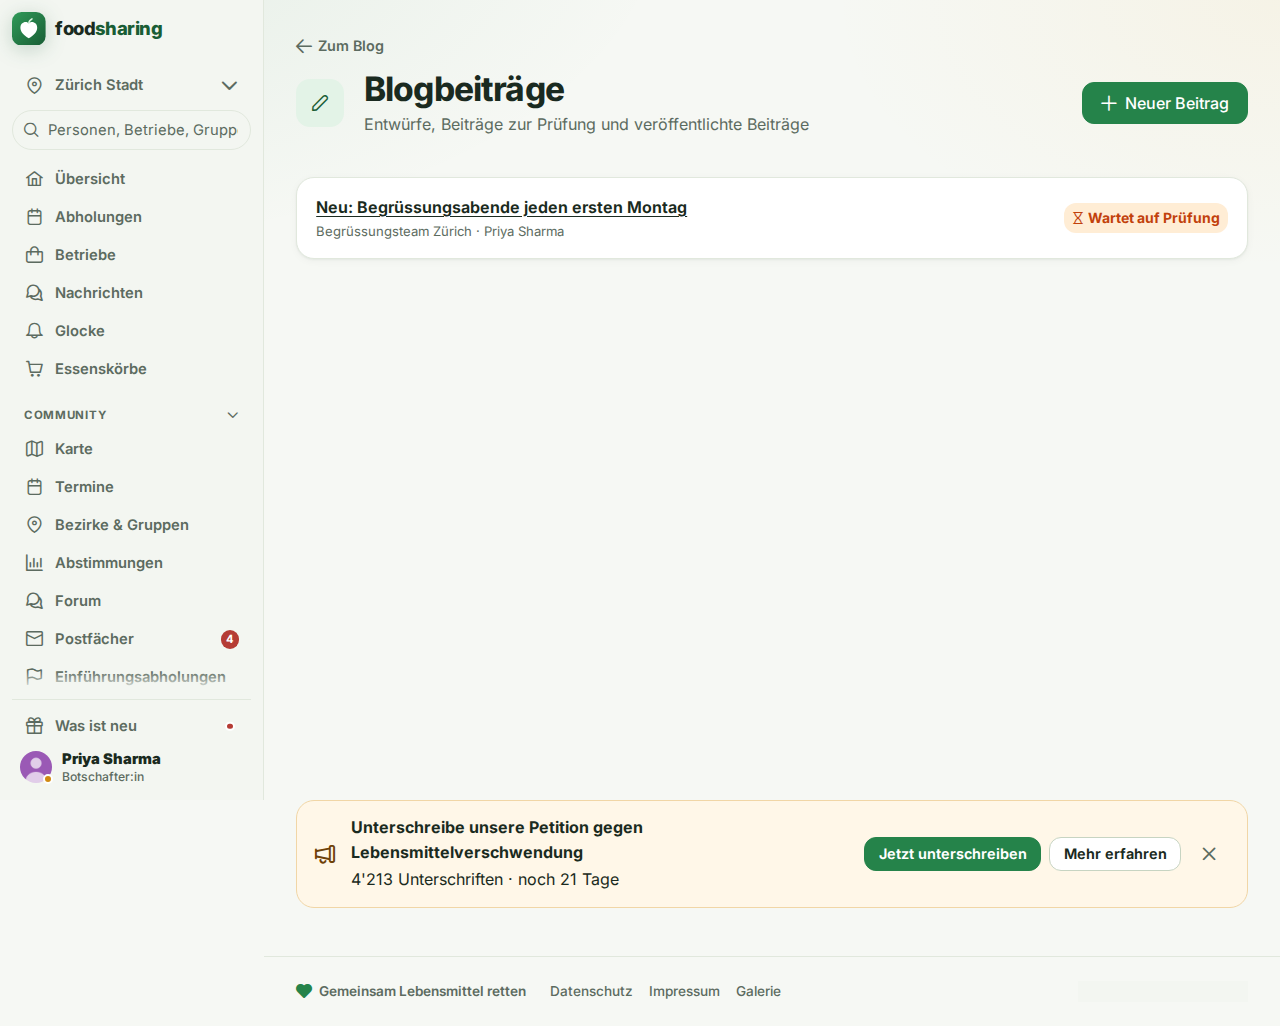 foodsharing
Zürich Stadt
Personen, Betriebe, Grupp
Übersicht
Abholungen
Betriebe
Nachrichten
Glocke
Essenskörbe
COMMUNITY
Karte
Termine
Bezirke & Gruppen
Abstimmungen
Forum
Postfächer 4
Einführungsabholungen
Was ist neu
Priya Sharma
Botschafter:in
Zum Blog
Blogbeiträge
Entwürfe, Beiträge zur Prüfung und veröffentlichte Beiträge
Neuer Beitrag
Neu: Begrüssungsabende jeden ersten Montag
Begrüssungsteam Zürich · Priya Sharma
Wartet auf Prüfung
Unterschreibe unsere Petition gegen
Lebensmittelverschwendung
4'213 Unterschriften · noch 21 Tage
Jetzt unterschreiben
Mehr erfahren
Gemeinsam Lebensmittel retten
Datenschutz
Impressum
Galerie